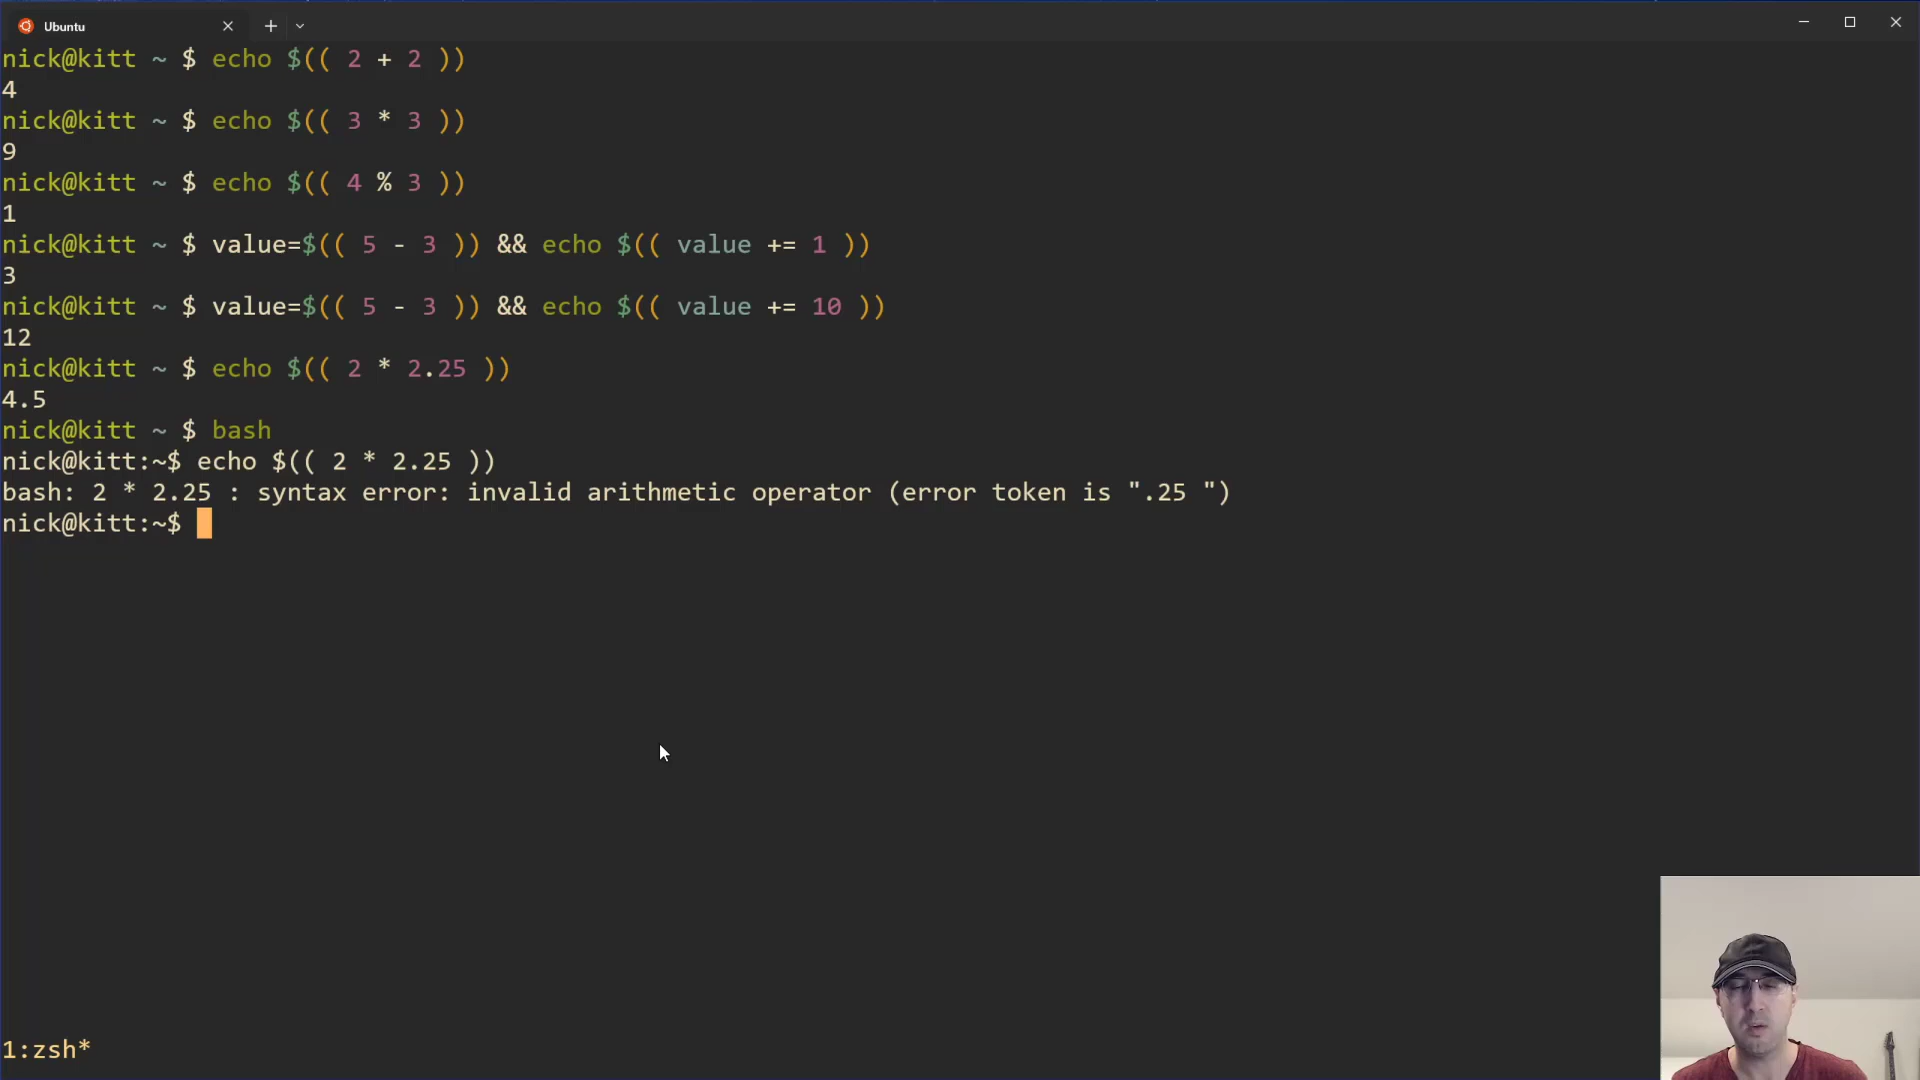 Ubuntu
nick@kitt ~ $ echo $(( 2 + 2 ))
4
nick@kitt ~ $ echo $(( 3 * 3 ))
9
nick@kitt ~ $ echo $(( 4 % 3 ))
1
nick@kitt ~ $ value=$(( 5 - 3 )) && echo $(( value += 1 ))
3
nick@kitt ~ $ value=$(( 5 - 3 )) && echo $(( value += 10 ))
12
nick@kitt ~ $ echo $(( 2 * 2.25 ))
4.5
nick@kitt ~ $ bash
nick@kitt:~$ echo $(( 2 * 2.25 ))
bash: 2 * 2.25 : syntax error: invalid arithmetic operator (error token is ".25 ")
nick@kitt:~$
1:zsh*